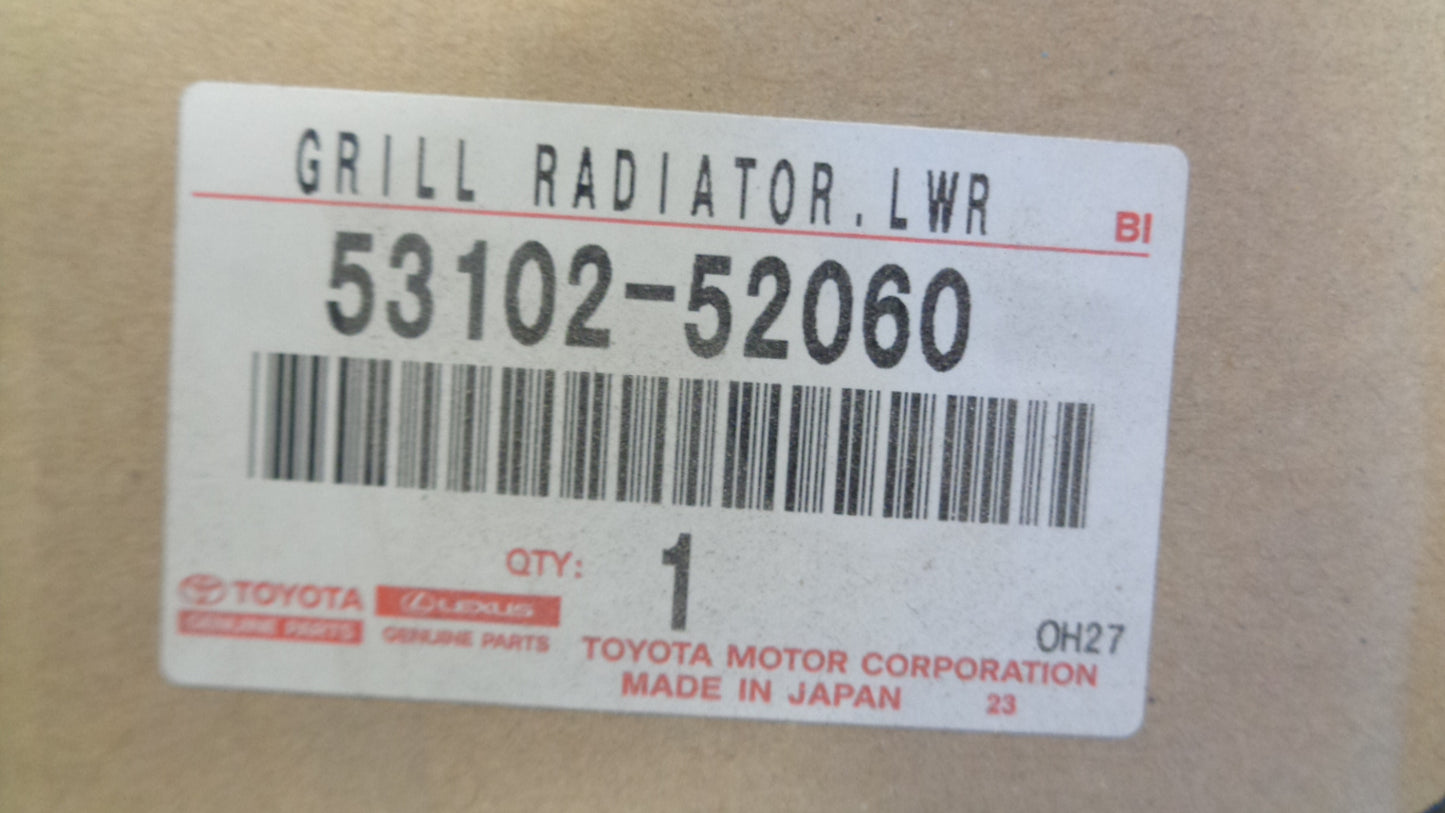 GRILL RADIATOR.LWR
BI
53102-52060
QTY: 1
TOYOTA
GENUINE PARTS
LEXUS
GENUINE PARTS
OH27
TOYOTA MOTOR CORPORATION
MADE IN JAPAN 23